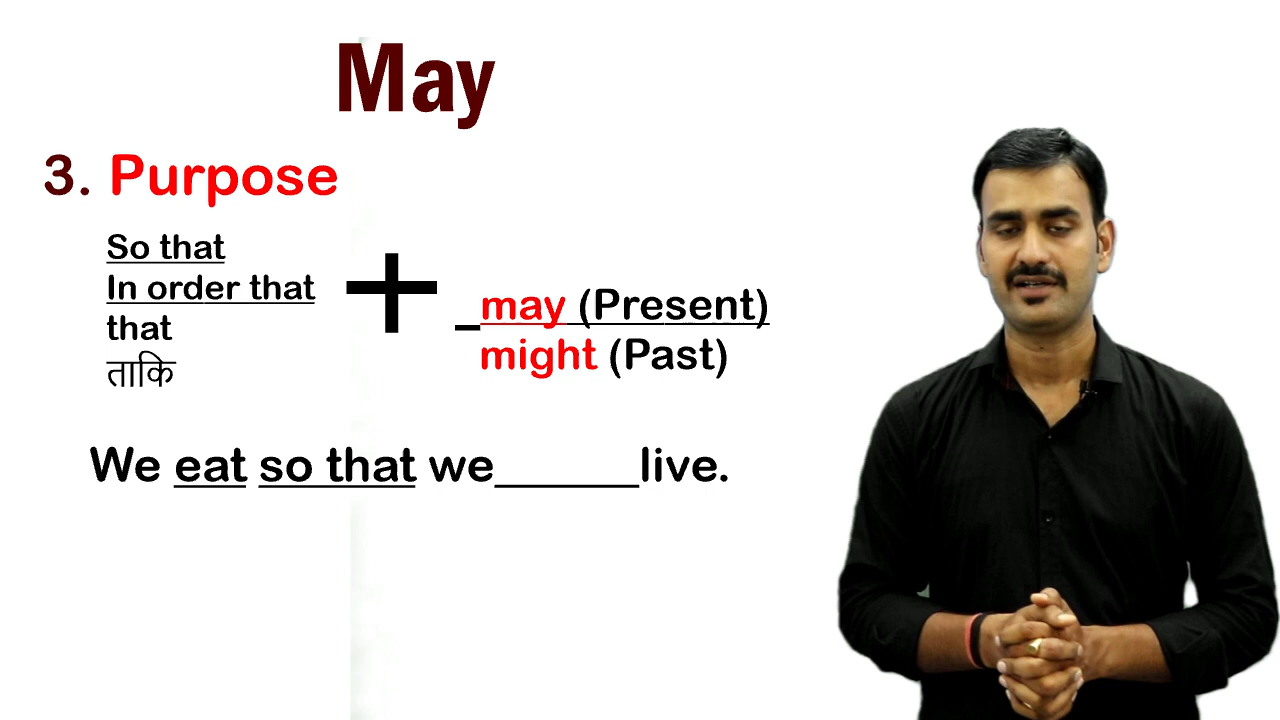 May
3. Purpose
So that
In order that
that
ताकि
+
may (Present)
might (Past)
We eat so that we______live.